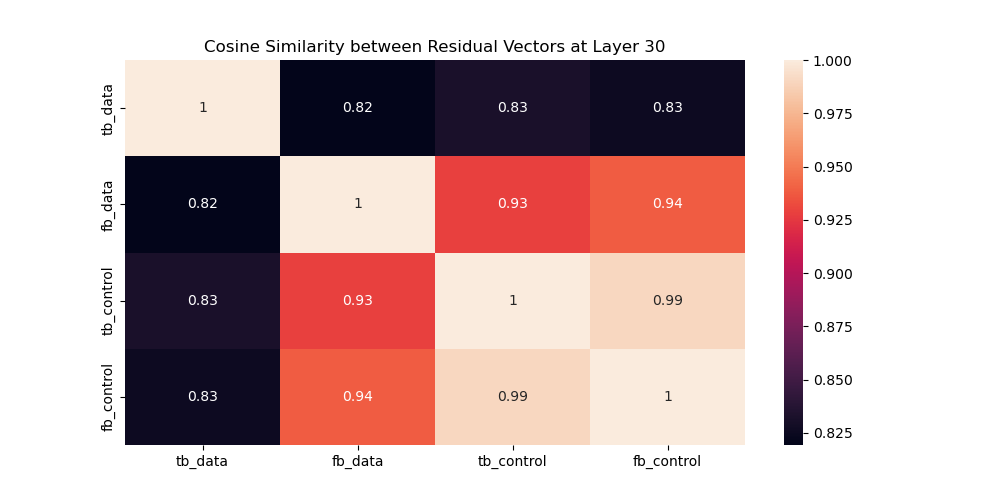 Cosine Similarity between Residual Vectors at Layer 30
tb_data
1
0.82
0.83
0.83
fb_data
0.82
1
0.93
0.94
tb_control
0.83
0.93
1
0.99
fb_control
0.83
0.94
0.99
1
tb_data
fb_data
tb_control
fb_control
1.000
0.975
0.950
0.925
0.900
0.875
0.850
0.825